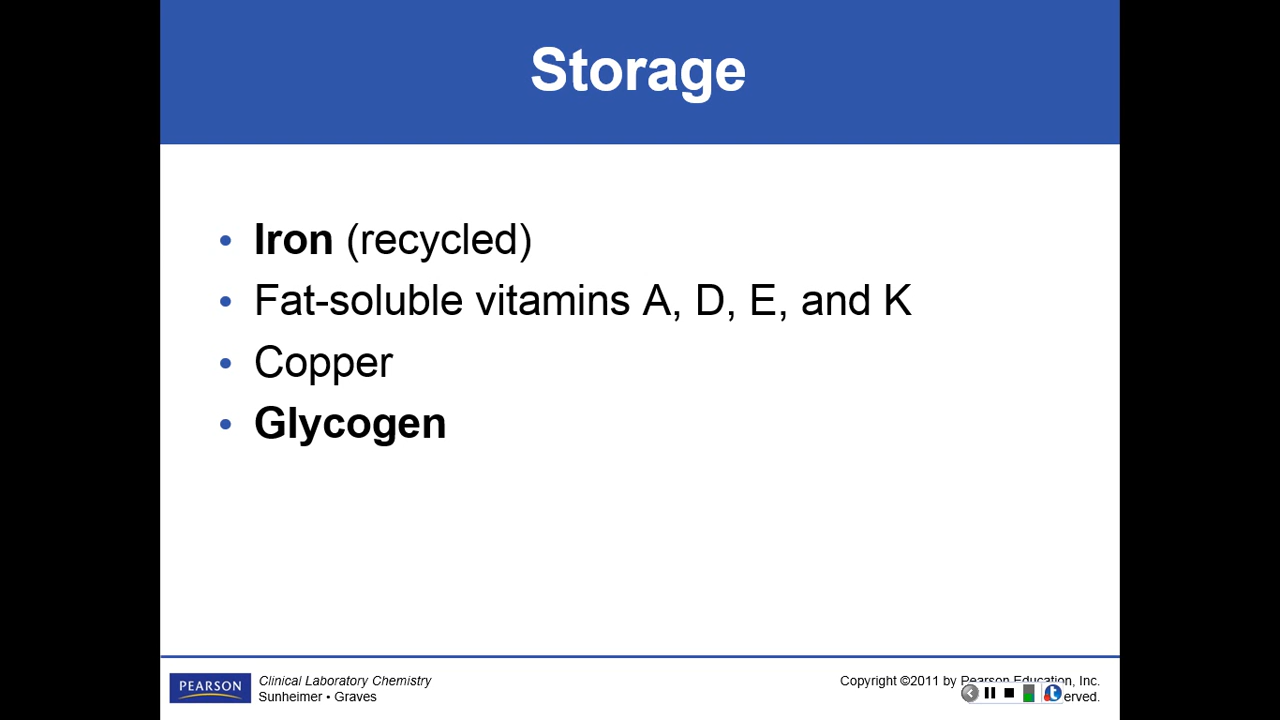 Storage
• Iron (recycled)
• Fat-soluble vitamins A, D, E, and K
• Copper
• Glycogen
PEARSON
Clinical Laboratory Chemistry
Sunheimer • Graves
Copyright ©2011 by Pearson Education, Inc.
erved.